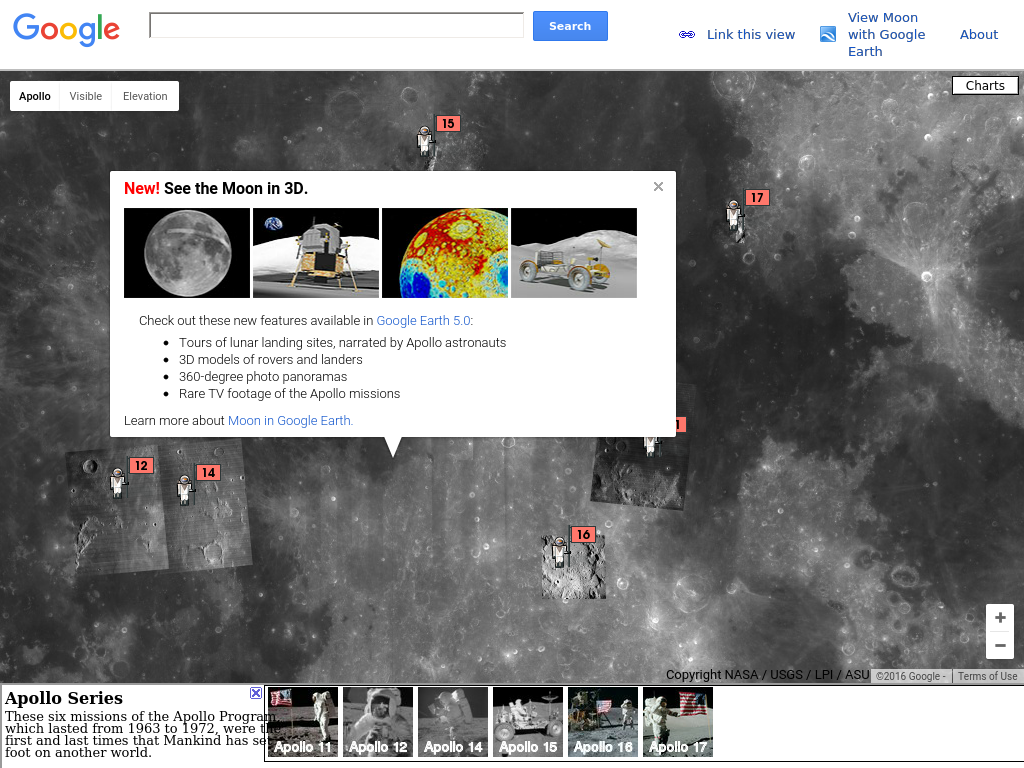 Google
Search
Link this view
View Moon
with Google
Earth
About
Apollo
Visible
Elevation
Charts
15
17
New! See the Moon in 3D.
Check out these new features available in Google Earth 5.0:
• Tours of lunar landing sites, narrated by Apollo astronauts
• 3D models of rovers and landers
• 360-degree photo panoramas
• Rare TV footage of the Apollo missions
Learn more about Moon in Google Earth.
1
12
14
16
+
−
Copyright NASA / USGS / LPI / ASU
©2016 Google -
Terms of Use
Apollo Series
These six missions of the Apollo Program,
which lasted from 1963 to 1972, were the
first and last times that Mankind has set
foot on another world.
Apollo 11
Apollo 12
Apollo 14
Apollo 15
Apollo 16
Apollo 17